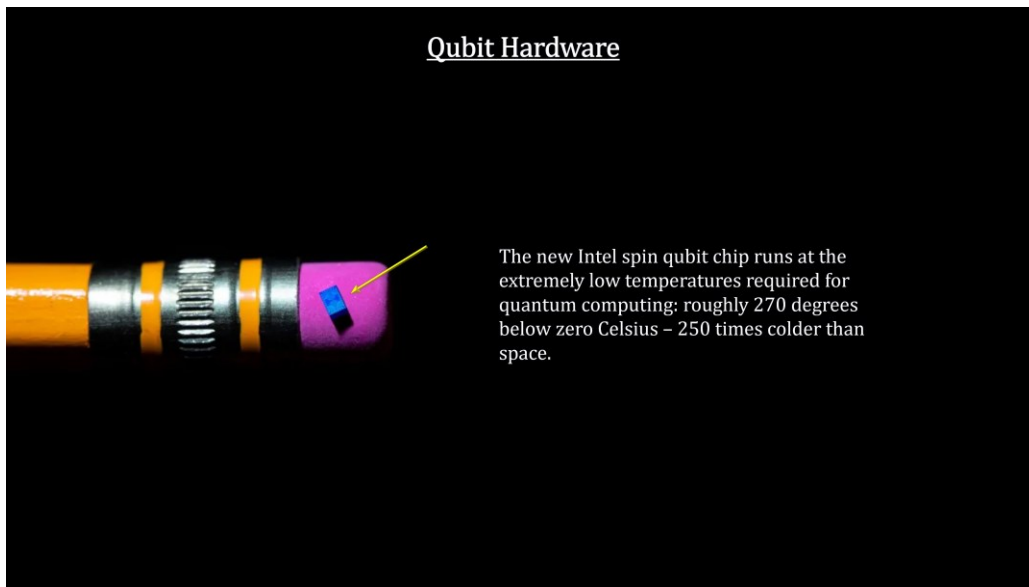 Qubit Hardware
The new Intel spin qubit chip runs at the
extremely low temperatures required for
quantum computing: roughly 270 degrees
below zero Celsius – 250 times colder than
space.